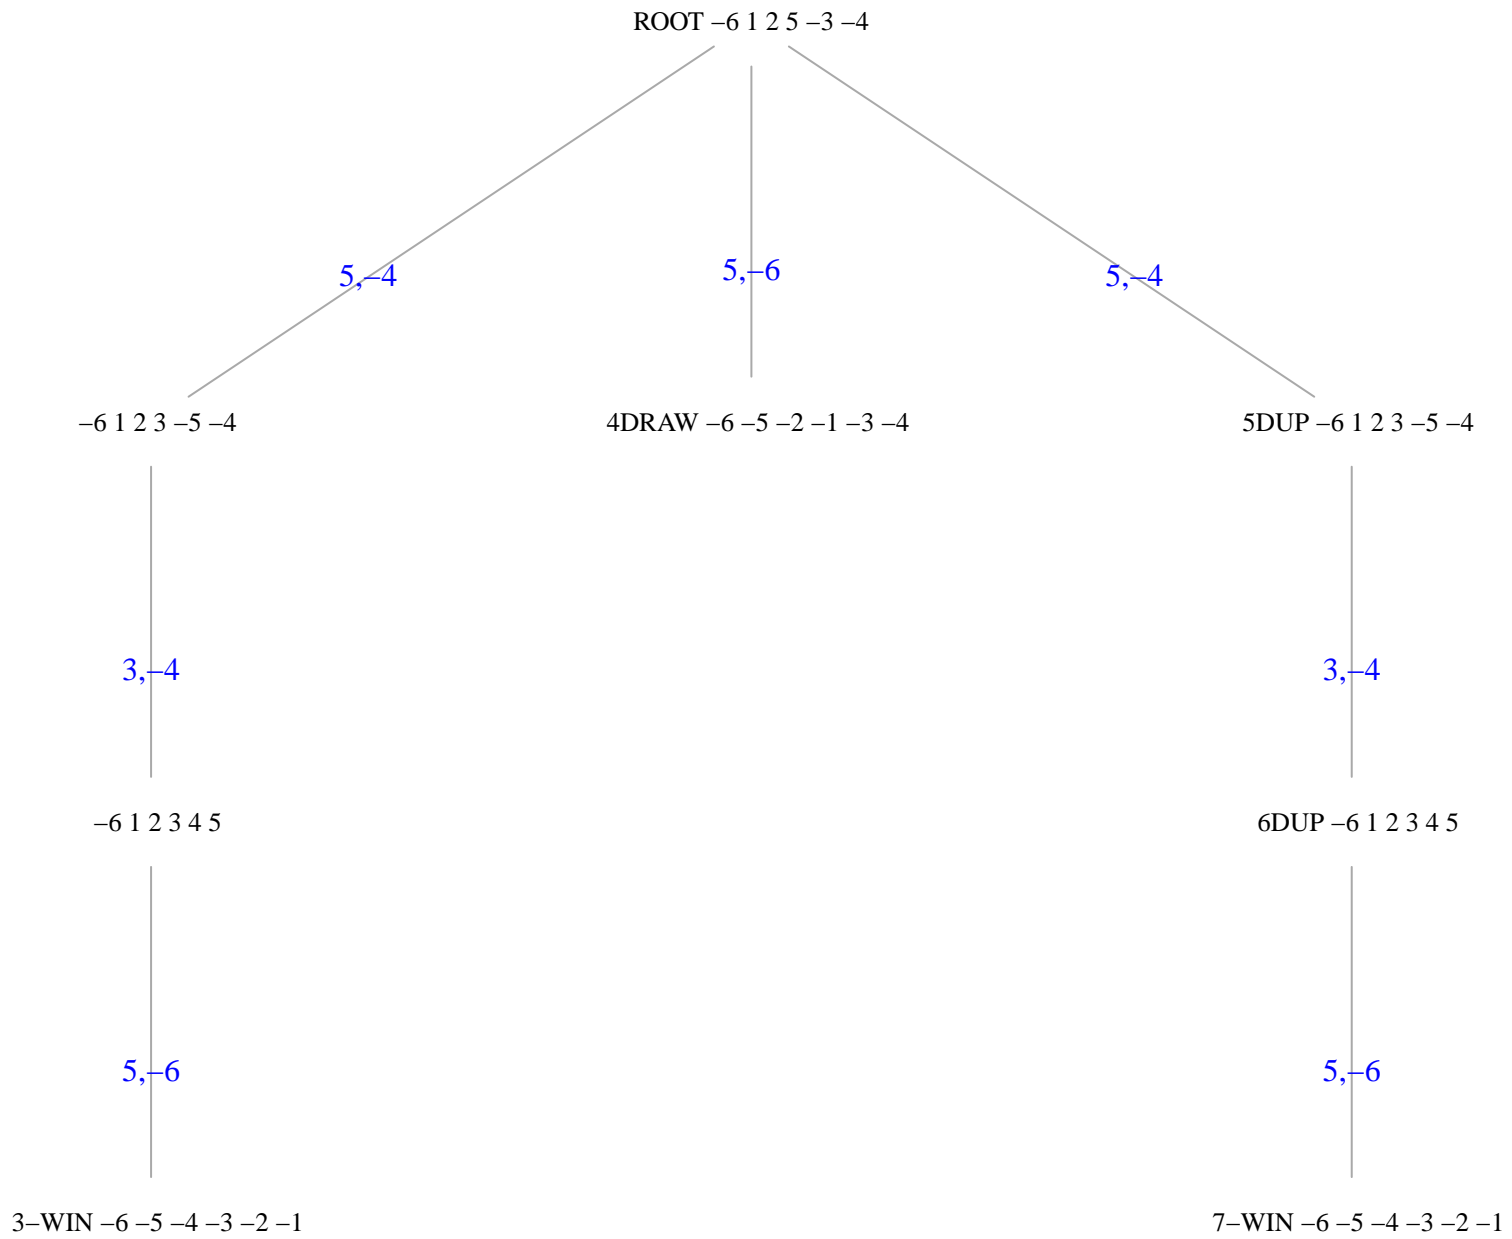 ROOT –6 1 2 5 –3 –4
5,–4
5,–6
5,–4
–6 1 2 3 –5 –4
4DRAW –6 –5 –2 –1 –3 –4
5DUP –6 1 2 3 –5 –4
3,–4
3,–4
–6 1 2 3 4 5
6DUP –6 1 2 3 4 5
5,–6
5,–6
3–WIN –6 –5 –4 –3 –2 –1
7–WIN –6 –5 –4 –3 –2 –1